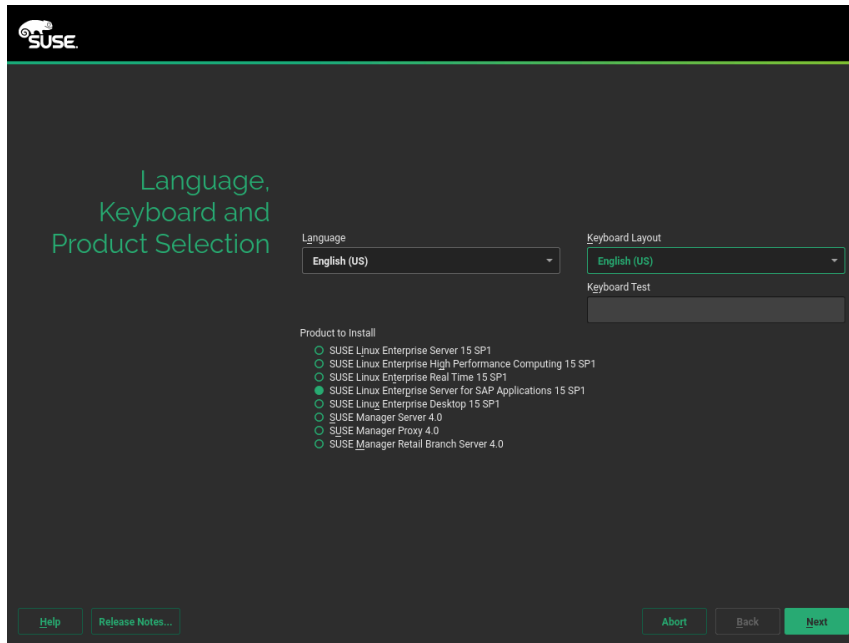 SUSE.
Language,
Keyboard and
Product Selection
Language
Keyboard Layout
English (US)
English (US)
Keyboard Test
Product to Install
SUSE Linux Enterprise Server 15 SP1
SUSE Linux Enterprise High Performance Computing 15 SP1
SUSE Linux Enterprise Real Time 15 SP1
SUSE Linux Enterprise Server for SAP Applications 15 SP1
SUSE Linux Enterprise Desktop 15 SP1
SUSE Manager Server 4.0
SUSE Manager Proxy 4.0
SUSE Manager Retail Branch Server 4.0
Help
Release Notes...
Abort
Back
Next